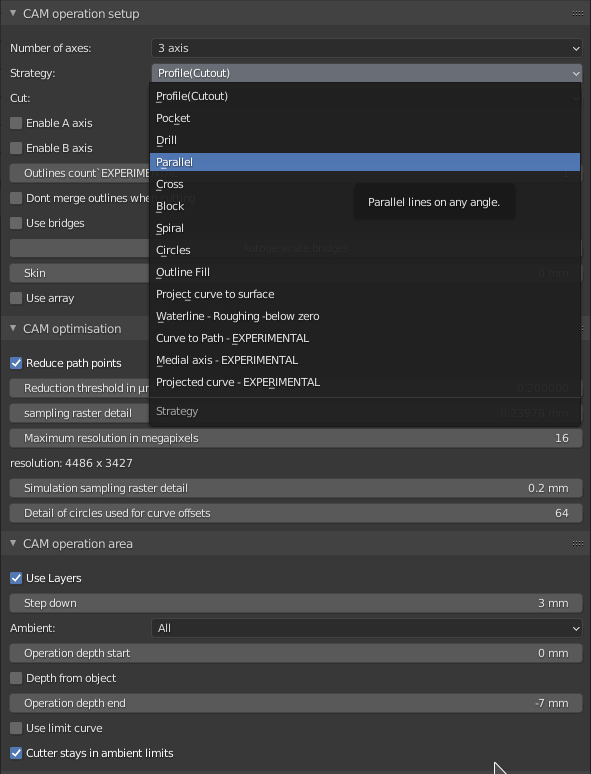 CAM operation setup
Number of axes: 3 axis
Strategy: Profile(Cutout)
Cut:
Profile(Cutout)
Pocket
Enable A axis
Drill
Enable B axis
Parallel
Outlines count`EXPERIME
Cross
Dont merge outlines whe
Parallel lines on any angle.
Block
Use bridges
Spiral
Autogenerate bridges
Circles
Skin 0 mm
Outline Fill
Use array
Project curve to surface
Waterline - Roughing -below zero
CAM optimisation
Curve to Path - EXPERIMENTAL
Reduce path points
Medial axis - EXPERIMENTAL
Reduction threshold in µr
Projected curve - EXPERIMENTAL
sampling raster detail
Strategy
Maximum resolution in megapixels 16
resolution: 4486 x 3427
Simulation sampling raster detail 0.2 mm
Detail of circles used for curve offsets 64
CAM operation area
Use Layers
Step down 3 mm
Ambient: All
Operation depth start 0 mm
Depth from object
Operation depth end -7 mm
Use limit curve
Cutter stays in ambient limits